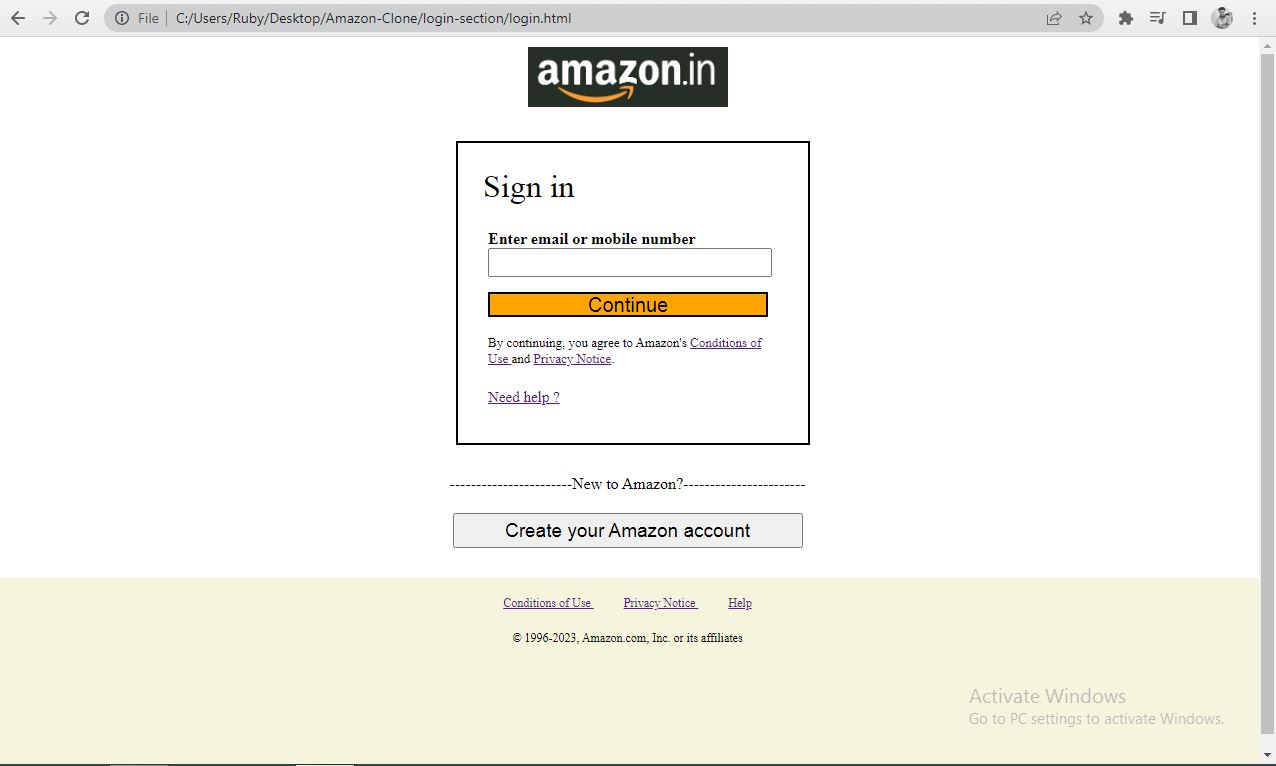 File
C:/Users/Ruby/Desktop/Amazon-Clone/login-section/login.html
amazon.in
Sign in
Enter email or mobile number
Continue
By continuing, you agree to Amazon's Conditions of
Use and Privacy Notice.
Need help ?
-----------------------New to Amazon?-----------------------
Create your Amazon account
Conditions of Use Privacy Notice Help
© 1996-2023, Amazon.com, Inc. or its affiliates
Activate Windows
Go to PC settings to activate Windows.